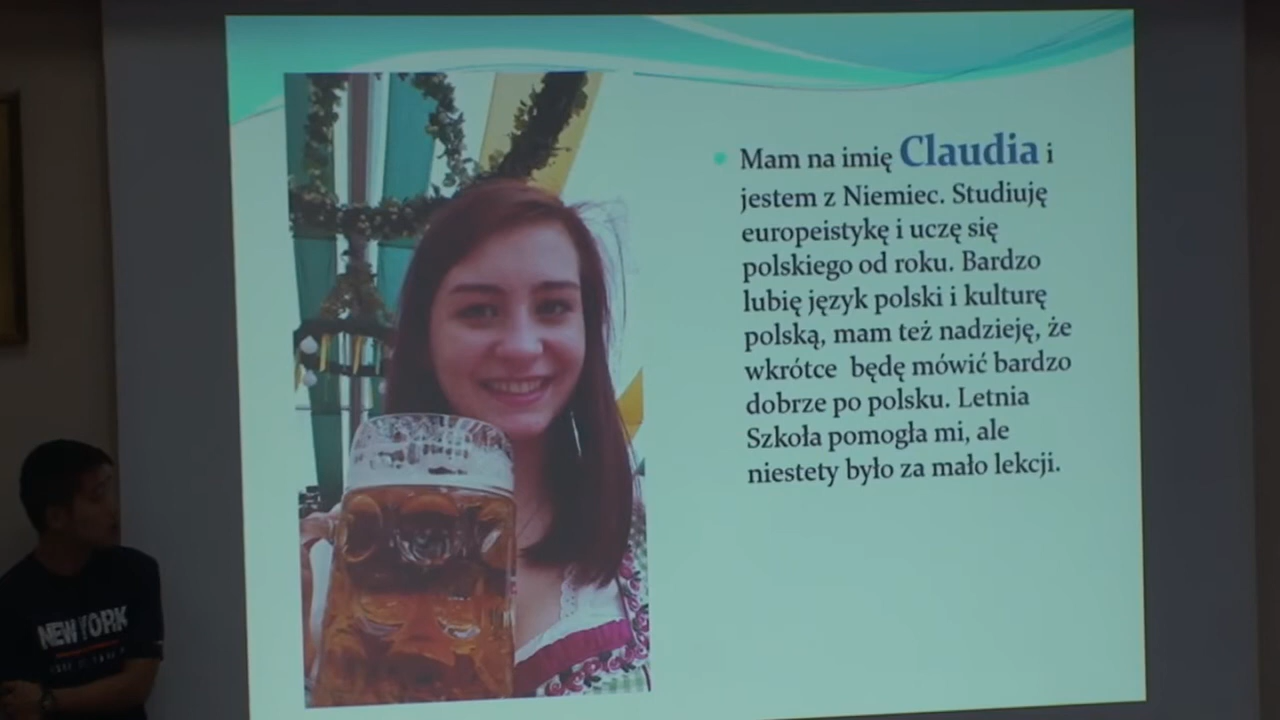 Mam na imię Claudia i
jestem z Niemiec. Studiuję
europeistykę i uczę się
polskiego od roku. Bardzo
lubię język polski i kulturę
polską, mam też nadzieję, że
wkrótce będę mówić bardzo
dobrze po polsku. Letnia
Szkoła pomogła mi, ale
niestety było za mało lekcji.
NEW YORK